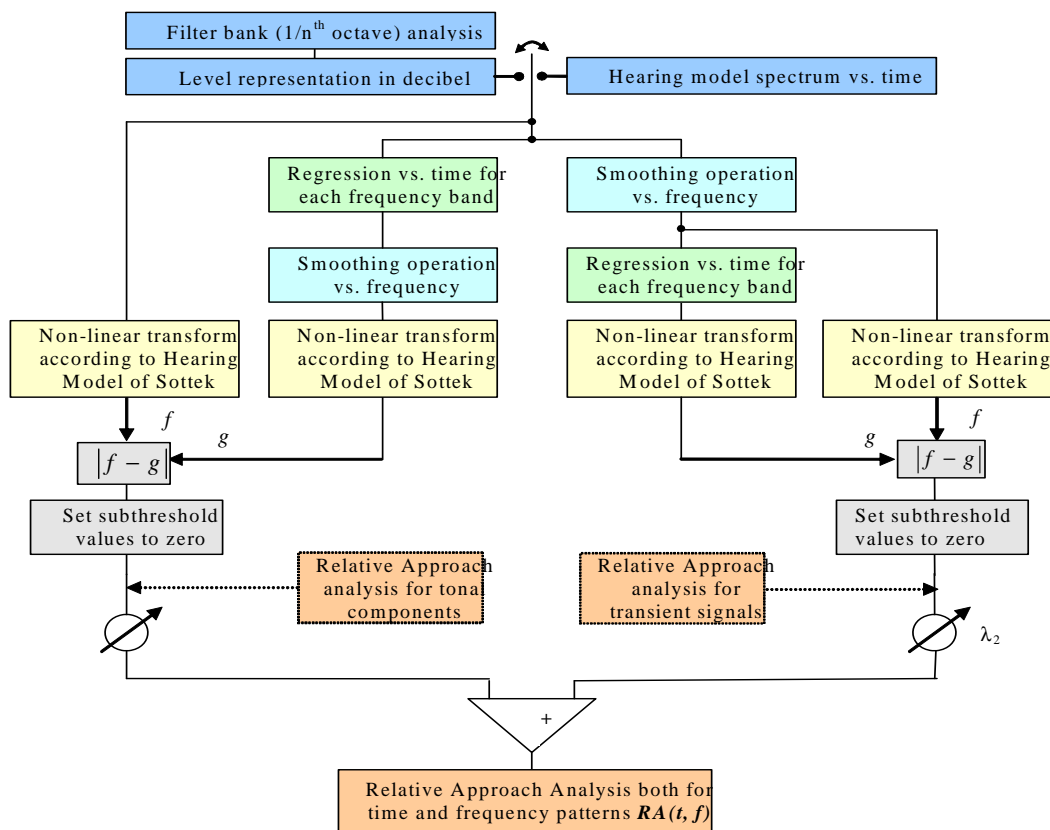 Filter bank (1/nth octave) analysis
Level representation in decibel
Hearing model spectrum vs. time
Regression vs. time for
each frequency band
Smoothing operation
vs. frequency
Smoothing operation
vs. frequency
Regression vs. time for
each frequency band
Non-linear transform
according to Hearing
Model of Sottek
Non-linear transform
according to Hearing
Model of Sottek
Non-linear transform
according to Hearing
Model of Sottek
Non-linear transform
according to Hearing
Model of Sottek
f
g
g
f
|f − g|
|f − g|
Set subthreshold
values to zero
Set subthreshold
values to zero
Relative Approach
analysis for tonal
components
Relative Approach
analysis for
transient signals
λ2
+
Relative Approach Analysis both for
time and frequency patterns RA(t, f)